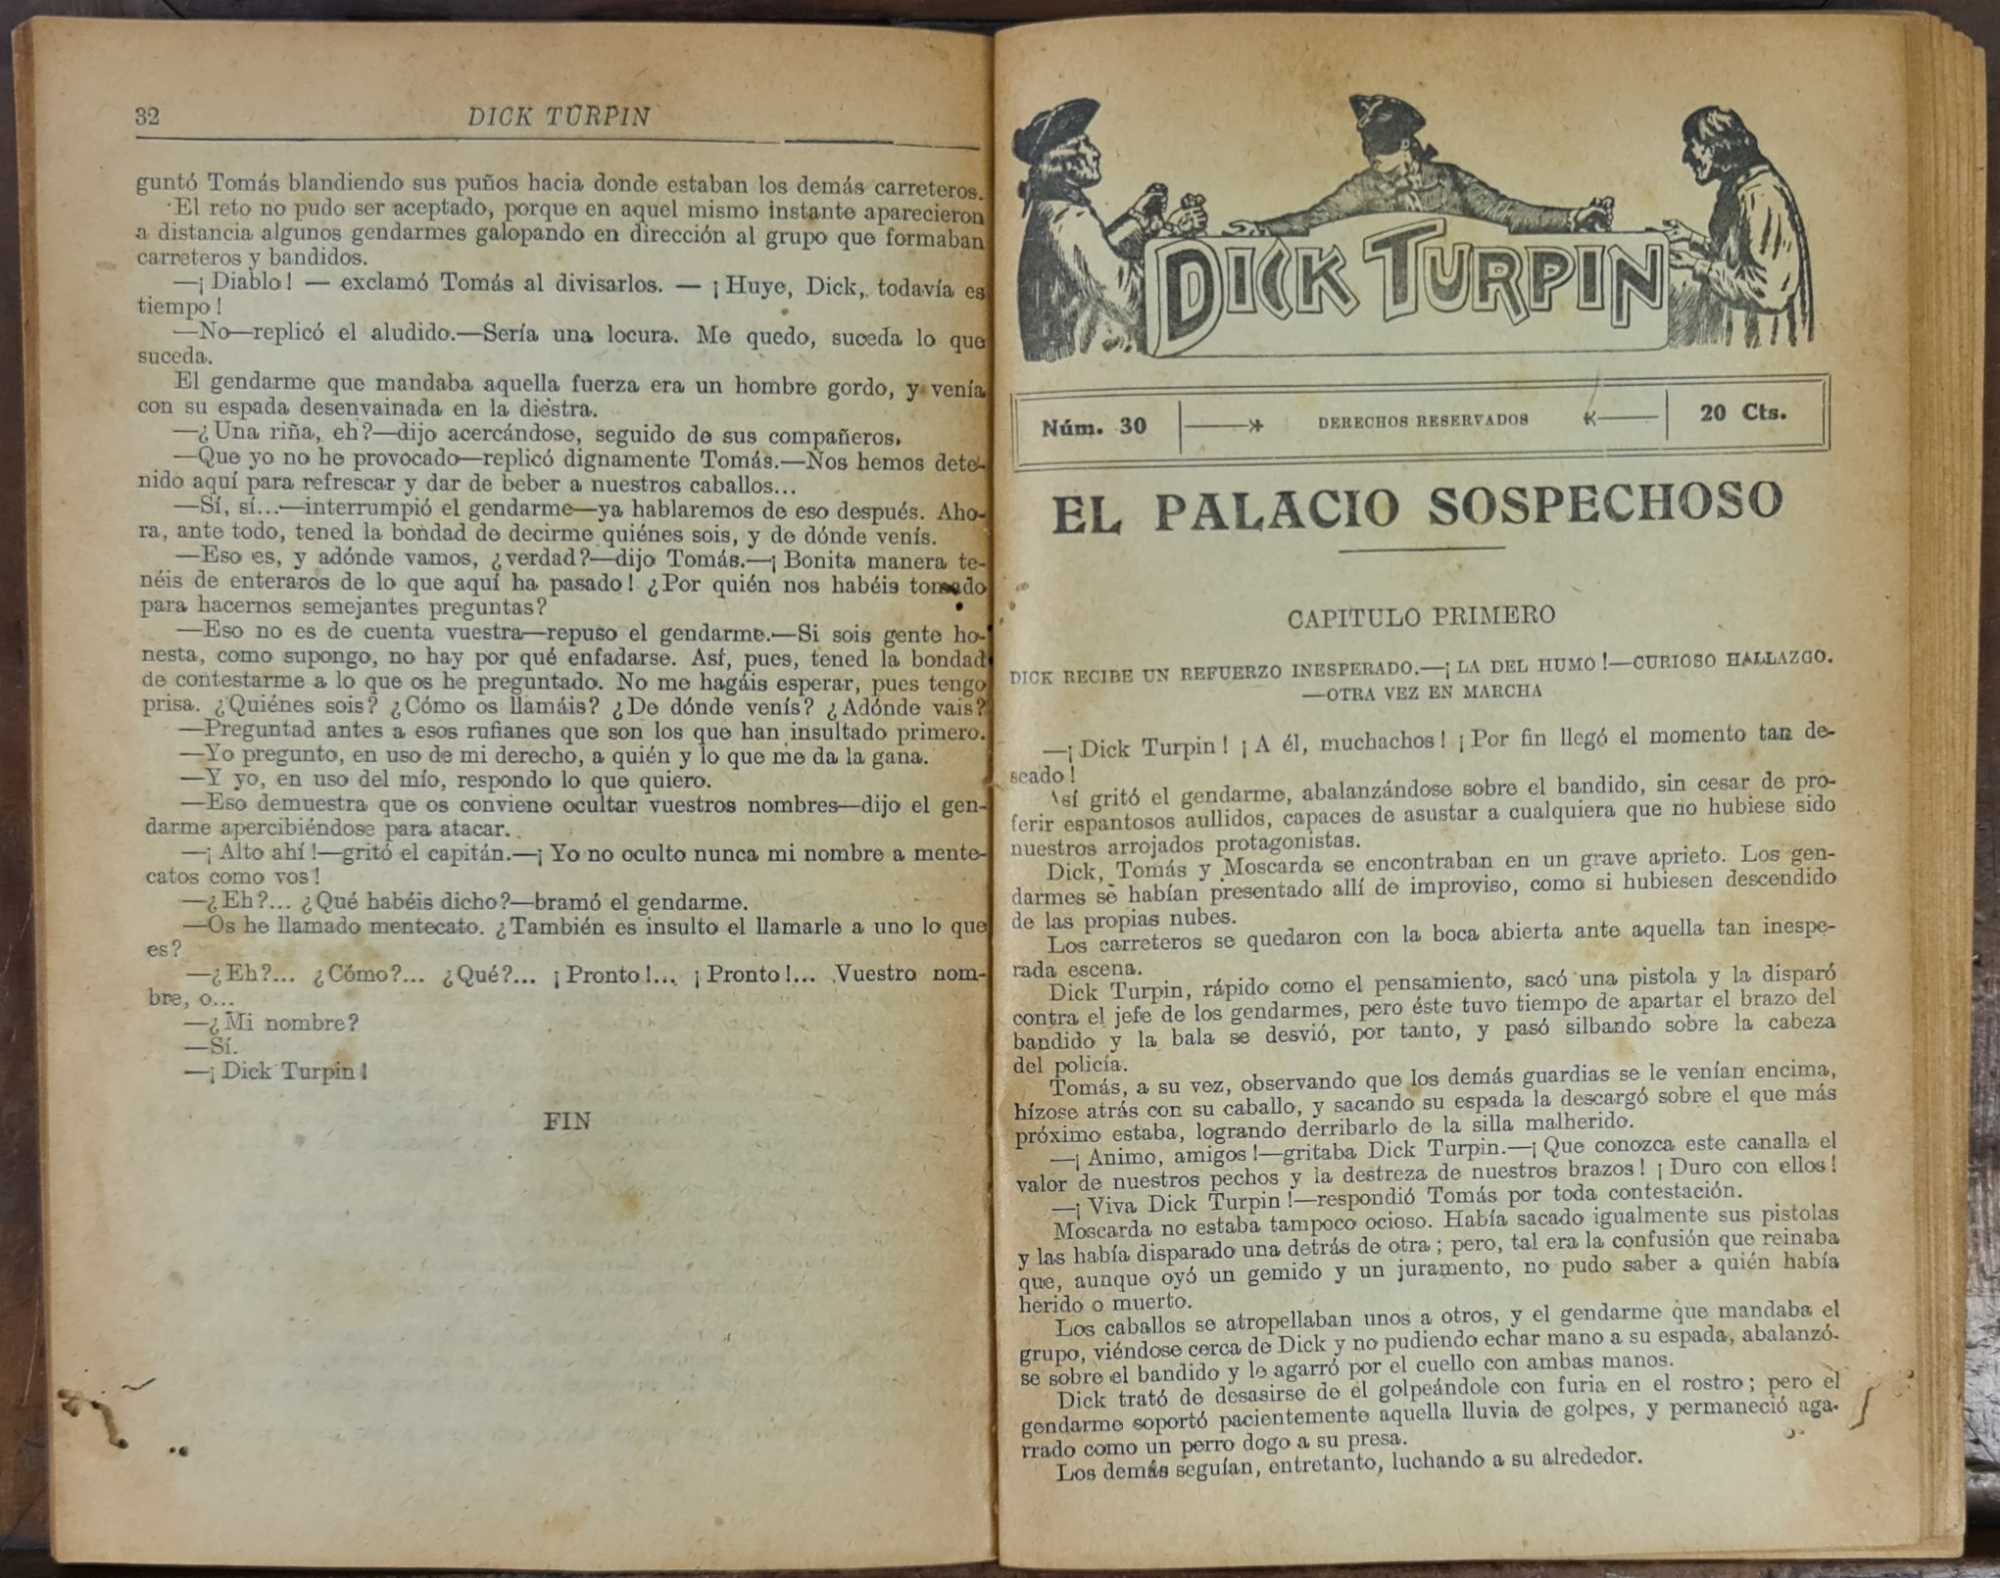 32
DICK TURPIN
guntó Tomás blandiendo sus puños hacia donde estaban los demás carreteros.
El reto no pudo ser aceptado, porque en aquel mismo instante aparecieron
a distancia algunos gendarmes galopando en dirección al grupo que formaban
carreteros y bandidos.
—¡Diablo! — exclamó Tomás al divisarlos. — ¡Huye, Dick, todavía es
tiempo!
—No—replicó el aludido.—Sería una locura. Me quedo, suceda lo que
suceda.
El gendarme que mandaba aquella fuerza era un hombre gordo, y venía
con su espada desenvainada en la diestra.
—¿Una riña, eh?—dijo acercándose, seguido de sus compañeros.
—Que yo no he provocado—replicó dignamente Tomás.—Nos hemos dete-
nido aquí para refrescar y dar de beber a nuestros caballos...
—Sí, sí...—interrumpió el gendarme—ya hablaremos de eso después. Aho-
ra, ante todo, tened la bondad de decirme quiénes sois, y de dónde venís.
—Eso es, y adónde vamos, ¿verdad?—dijo Tomás.—¡Bonita manera te-
néis de enteraros de lo que aquí ha pasado! ¿Por quién nos habéis tomado
para hacernos semejantes preguntas?
—Eso no es de cuenta vuestra—repuso el gendarme.—Si sois gente ho-
nesta, como supongo, no hay por qué enfadarse. Así, pues, tened la bondad
de contestarme a lo que os he preguntado. No me hagáis esperar, pues tengo
prisa. ¿Quiénes sois? ¿Cómo os llamáis? ¿De dónde venís? ¿Adónde vais?
—Preguntad antes a esos rufianes que son los que han insultado primero.
—Yo pregunto, en uso de mi derecho, a quién y lo que me da la gana.
—Y yo, en uso del mío, respondo lo que quiero.
—Eso demuestra que os conviene ocultar vuestros nombres—dijo el gen-
darme apercibiéndose para atacar.
—¡Alto ahí!—gritó el capitán.—¡Yo no oculto nunca mi nombre a mente-
catos como vos!
—¿Eh?... ¿Qué habéis dicho?—bramó el gendarme.
—Os he llamado mentecato. ¿También es insulto el llamarle a uno lo que
es?
—¿Eh?... ¿Cómo?... ¿Qué?... ¡Pronto!... ¡Pronto!... Vuestro nom-
bre, o...
—¿Mi nombre?
—Sí.
—¡Dick Turpin!
FIN
DICK TURPIN
Núm. 30
DERECHOS RESERVADOS
20 Cts.
EL PALACIO SOSPECHOSO
CAPITULO PRIMERO
DICK RECIBE UN REFUERZO INESPERADO.—¡LA DEL HUMO!—CURIOSO HALLAZGO.
—OTRA VEZ EN MARCHA
—¡Dick Turpin! ¡A él, muchachos! ¡Por fin llegó el momento tan de-
seado!
Así gritó el gendarme, abalanzándose sobre el bandido, sin cesar de pro-
ferir espantosos aullidos, capaces de asustar a cualquiera que no hubiese sido
nuestros arrojados protagonistas.
Dick, Tomás y Moscarda se encontraban en un grave aprieto. Los gen-
darmes se habían presentado allí de improviso, como si hubiesen descendido
de las propias nubes.
Los carreteros se quedaron con la boca abierta ante aquella tan inespe-
rada escena.
Dick Turpin, rápido como el pensamiento, sacó una pistola y la disparó
contra el jefe de los gendarmes, pero éste tuvo tiempo de apartar el brazo del
bandido y la bala se desvió, por tanto, y pasó silbando sobre la cabeza
del policía.
Tomás, a su vez, observando que los demás guardias se le venían encima,
hízose atrás con su caballo, y sacando su espada la descargó sobre el que más
próximo estaba, logrando derribarlo de la silla malherido.
—¡Animo, amigos!—gritaba Dick Turpin.—¡Que conozca este canalla el
valor de nuestros pechos y la destreza de nuestros brazos! ¡Duro con ellos!
—¡Viva Dick Turpin!—respondió Tomás por toda contestación.
Moscarda no estaba tampoco ocioso. Había sacado igualmente sus pistolas
y las había disparado una detrás de otra; pero, tal era la confusión que reinaba
que, aunque oyó un gemido y un juramento, no pudo saber a quién había
herido o muerto.
Los caballos se atropellaban unos a otros, y el gendarme que mandaba el
grupo, viéndose cerca de Dick y no pudiendo echar mano a su espada, abalanzó-
se sobre el bandido y le agarró por el cuello con ambas manos.
Dick trató de desasirse de él golpeándole con furia en el rostro; pero el
gendarme soportó pacientemente aquella lluvia de golpes, y permaneció aga-
rrado como un perro dogo a su presa.
Los demás seguían, entretanto, luchando a su alrededor.